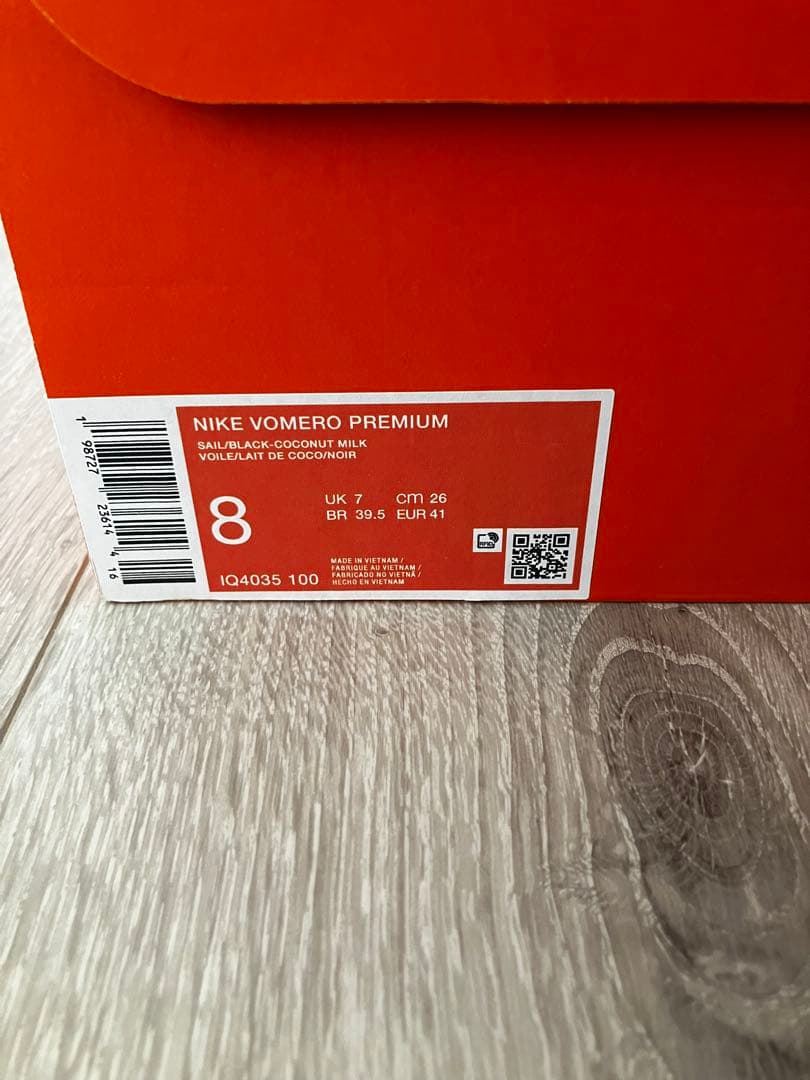 NIKE VOMERO PREMIUM
SAIL/BLACK-COCONUT MILK
VOILE/LAIT DE COCO/NOIR
8
UK 7 CM 26
BR 39.5 EUR 41
IQ4035 100
MADE IN VIETNAM /
FABRIQUE AU VIETNAM /
FABRICADO NO VIETNÃ /
HECHO EN VIETNAM
1 98727 23614 4 16